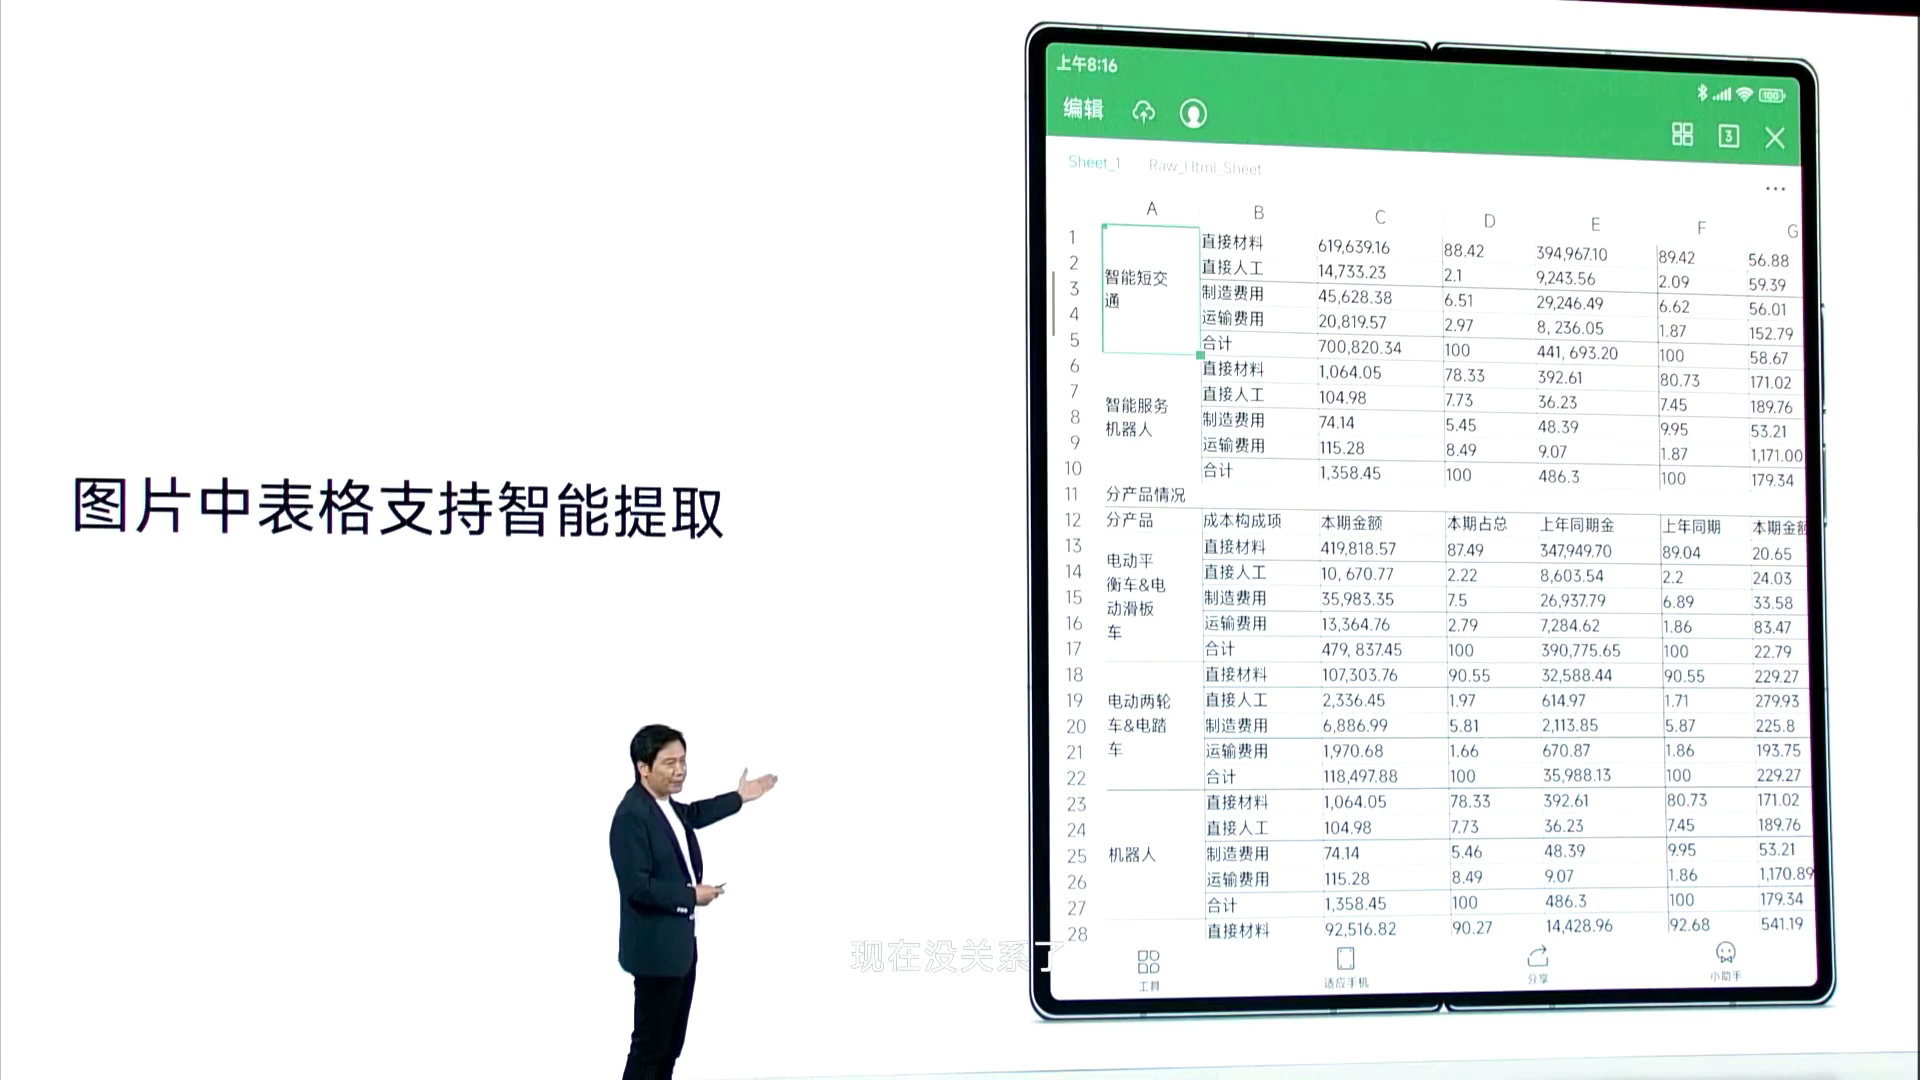 上午8:16
100
编辑
3
Sheet_1 Raw_Html_Sheet
A B C D E F G
1 直接材料 619,639.16 88.42 394,967.10 89.42 56.88
2 直接人工 14,733.23 2.1 9,243.56 2.09 59.39
智能短交
3 制造费用 45,628.38 6.51 29,246.49 6.62 56.01
通
4 运输费用 20,819.57 2.97 8, 236.05 1.87 152.79
5 合计 700,820.34 100 441, 693.20 100 58.67
6 直接材料 1,064.05 78.33 392.61 80.73 171.02
7 直接人工 104.98 7.73 36.23 7.45 189.76
智能服务
8 制造费用 74.14 5.45 48.39 9.95 53.21
机器人
9 运输费用 115.28 8.49 9.07 1.87 1,171.00
10 合计 1,358.45 100 486.3 100 179.34
11 分产品情况
12 分产品 成本构成项 本期金额 本期占总 上年同期金 上年同期 本期金额
13 直接材料 419,818.57 87.49 347,949.70 89.04 20.65
电动平
14 直接人工 10, 670.77 2.22 8,603.54 2.2 24.03
衡车&电
15 制造费用 35,983.35 7.5 26,937.79 6.89 33.58
动滑板
16 运输费用 13,364.76 2.79 7,284.62 1.86 83.47
车
17 合计 479, 837.45 100 390,775.65 100 22.79
18 直接材料 107,303.76 90.55 32,588.44 90.55 229.27
19 电动两轮 直接人工 2,336.45 1.97 614.97 1.71 279.93
20 车&电踏 制造费用 6,886.99 5.81 2,113.85 5.87 225.8
21 车 运输费用 1,970.68 1.66 670.87 1.86 193.75
22 合计 118,497.88 100 35,988.13 100 229.27
23 直接材料 1,064.05 78.33 392.61 80.73 171.02
24 直接人工 104.98 7.73 36.23 7.45 189.76
25 机器人 制造费用 74.14 5.46 48.39 9.95 53.21
26 运输费用 115.28 8.49 9.07 1.86 1,170.89
27 合计 1,358.45 100 486.3 100 179.34
28 直接材料 92,516.82 90.27 14,428.96 92.68 541.19
工具 适应手机 分享 小助手
图片中表格支持智能提取
现在没关系了